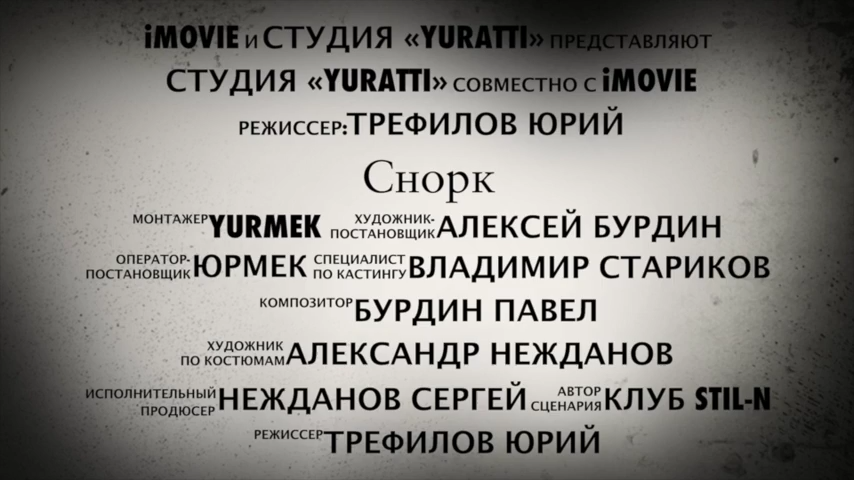 iMOVIE И СТУДИЯ «YURATTI» ПРЕДСТАВЛЯЮТ
СТУДИЯ «YURATTI» СОВМЕСТНО С iMOVIE
РЕЖИССЕР: ТРЕФИЛОВ ЮРИЙ
Снорк
МОНТАЖЕР YURMEK ХУДОЖНИК-ПОСТАНОВЩИК АЛЕКСЕЙ БУРДИН
ОПЕРАТОР-ПОСТАНОВЩИК ЮРМЕК СПЕЦИАЛИСТ ПО КАСТИНГУ ВЛАДИМИР СТАРИКОВ
КОМПОЗИТОР БУРДИН ПАВЕЛ
ХУДОЖНИК ПО КОСТЮМАМ АЛЕКСАНДР НЕЖДАНОВ
ИСПОЛНИТЕЛЬНЫЙ ПРОДЮСЕР НЕЖДАНОВ СЕРГЕЙ АВТОР СЦЕНАРИЯ КЛУБ STIL-N
РЕЖИССЕР ТРЕФИЛОВ ЮРИЙ